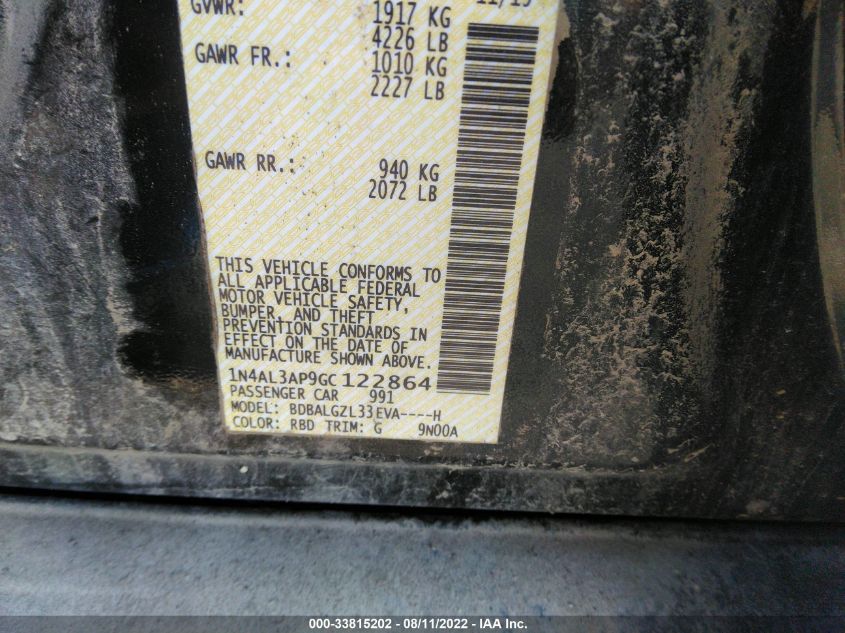 GVWR: 1917 KG
4226 LB
GAWR FR.: 1010 KG
2227 LB
GAWR RR.: 940 KG
2072 LB
THIS VEHICLE CONFORMS TO
ALL APPLICABLE FEDERAL
MOTOR VEHICLE SAFETY,
BUMPER, AND THEFT
PREVENTION STANDARDS IN
EFFECT ON THE DATE OF
MANUFACTURE SHOWN ABOVE.
1N4AL3AP9GC122864
PASSENGER CAR 991
MODEL: BDBALGZL33EVA----H
COLOR: RBD TRIM: G 9N00A
000-33815202 - 08/11/2022 - IAA Inc.